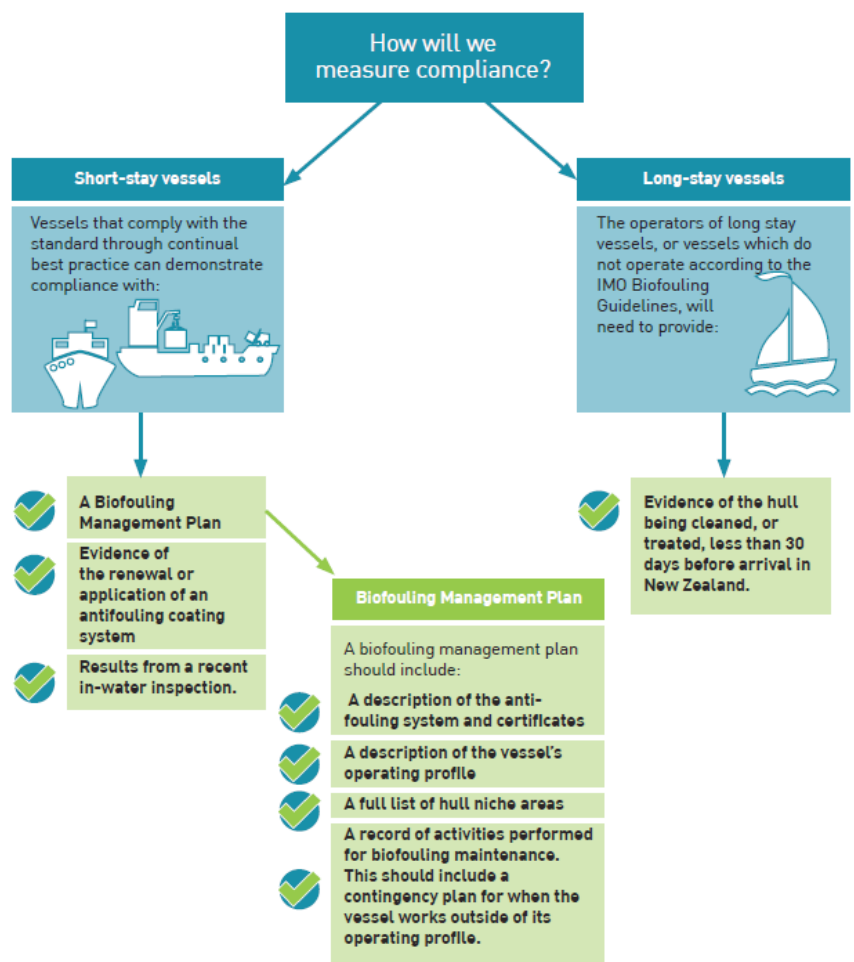 How will we
measure compliance?
Short-stay vessels
Vessels that comply with the
standard through continual
best practice can demonstrate
compliance with:
Long-stay vessels
The operators of long stay
vessels, or vessels which do
not operate according to the
IMO Biofouling
Guidelines, will
need to provide:
A Biofouling
Management Plan
Evidence of
the renewal or
application of an
antifouling coating
system
Results from a recent
in-water inspection.
Biofouling Management Plan
A biofouling management plan
should include:
A description of the anti-
fouling system and certificates
A description of the vessel's
operating profile
A full list of hull niche areas
A record of activities performed
for biofouling maintenance.
This should include a
contingency plan for when the
vessel works outside of its
operating profile.
Evidence of the hull
being cleaned, or
treated, less than 30
days before arrival in
New Zealand.